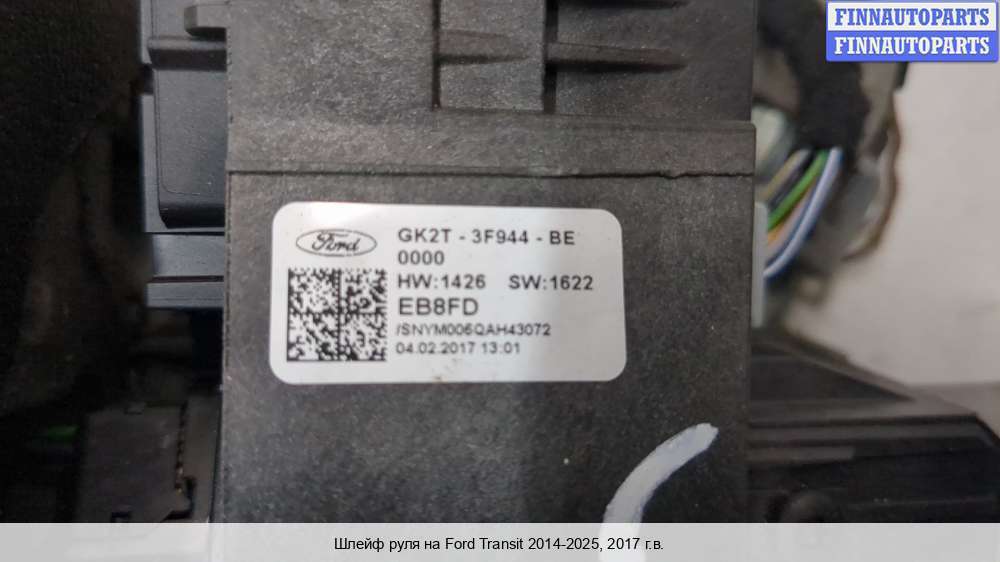 FINNAUTOPARTS
FINNAUTOPARTS
Ford
GK2T - 3F944 - BE
0000
HW:1426 SW:1622
EB8FD
/SNYM006QAH43072
04.02.2017 13:01
Шлейф руля на Ford Transit 2014-2025, 2017 г.в.